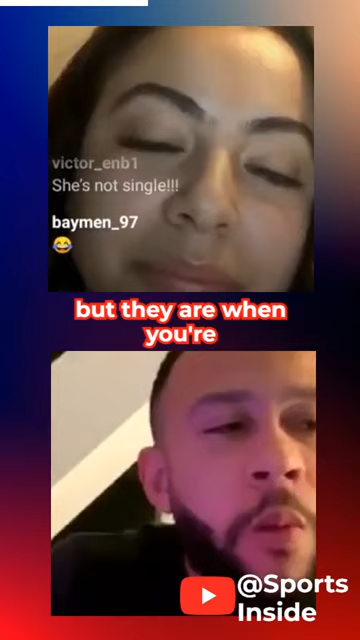 victor_enb1
She's not single!!!
baymen_97
but they are when
you're
@Sports
Inside